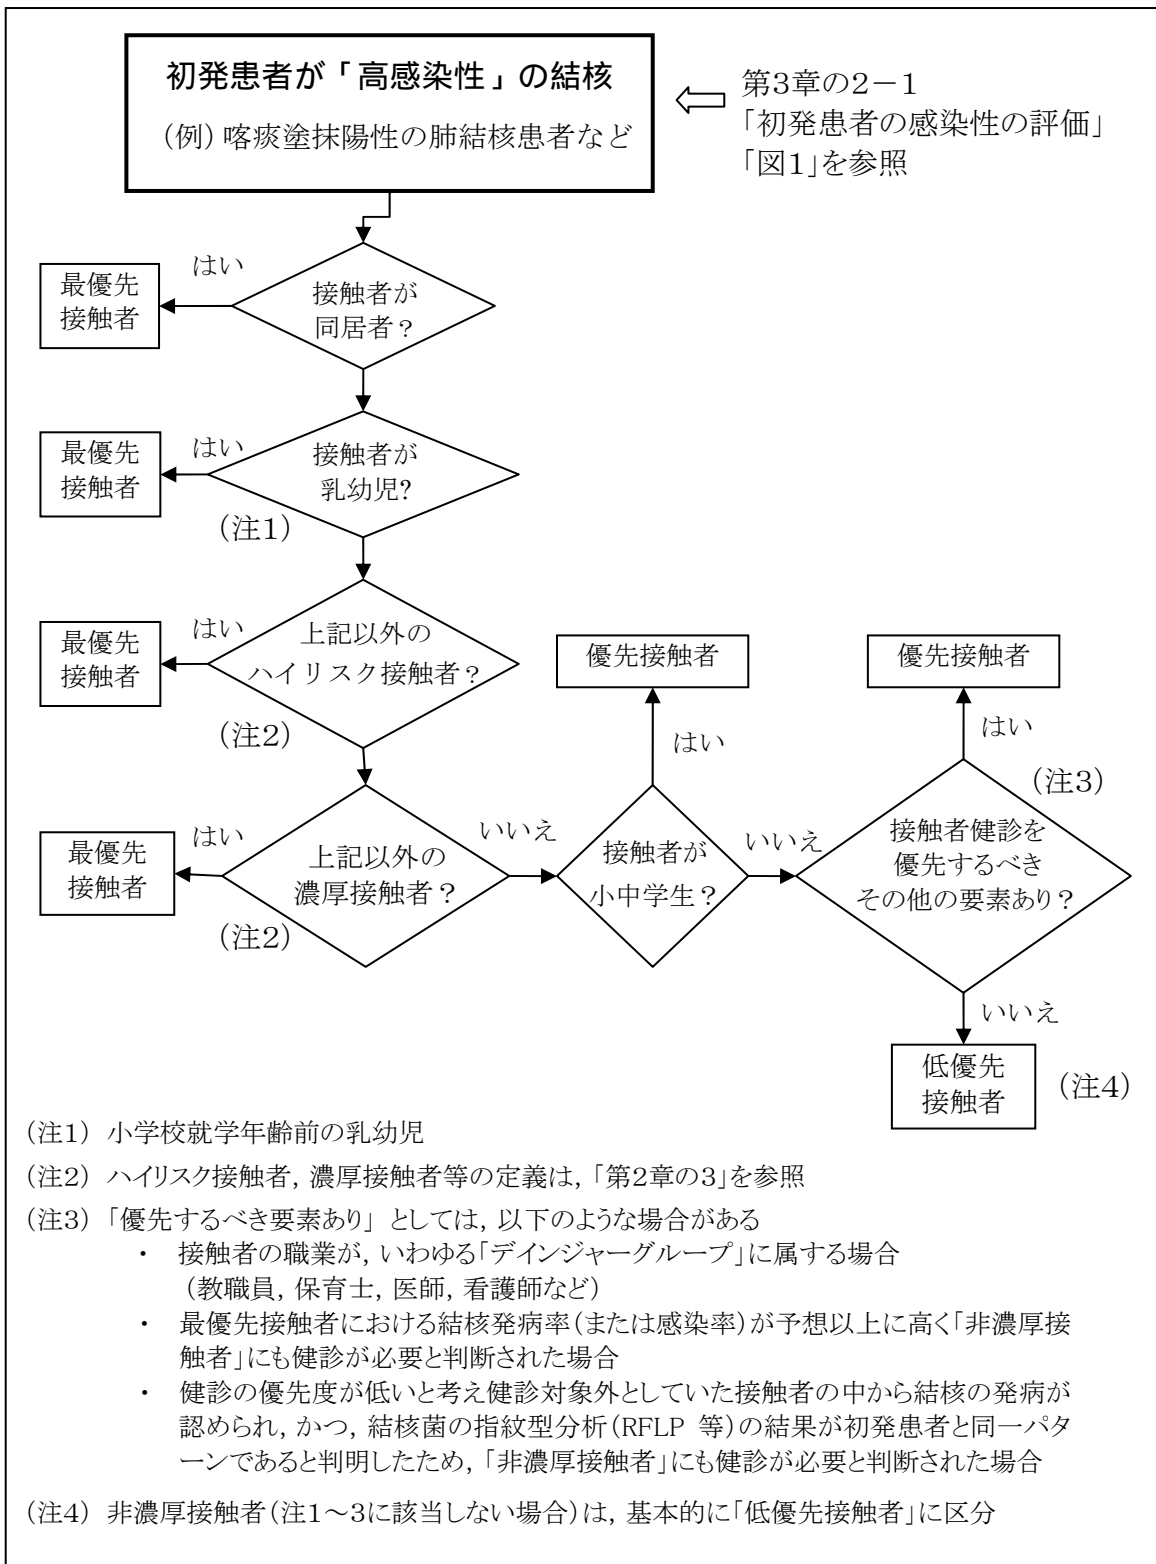 初発患者が「高感染性」の結核
(例) 喀痰塗抹陽性の肺結核患者など
第3章の2-1
「初発患者の感染性の評価」
「図1」を参照
はい
最優先
接触者
接触者が
同居者？
はい
最優先
接触者
接触者が
乳幼児?
(注1)
はい
最優先
接触者
上記以外の
ハイリスク接触者？
(注2)
優先接触者
はい
優先接触者
はい
(注3)
はい
最優先
接触者
上記以外の
濃厚接触者？
(注2)
いいえ
接触者が
小中学生？
いいえ
接触者健診を
優先するべき
その他の要素あり？
いいえ
低優先
接触者
(注4)
(注1) 小学校就学年齢前の乳幼児
(注2) ハイリスク接触者, 濃厚接触者等の定義は, 「第2章の3」を参照
(注3) 「優先するべき要素あり」 としては, 以下のような場合がある
・ 接触者の職業が, いわゆる「デインジャーグループ」に属する場合
(教職員, 保育士, 医師, 看護師など)
・ 最優先接触者における結核発病率(または感染率)が予想以上に高く「非濃厚接
触者」にも健診が必要と判断された場合
・ 健診の優先度が低いと考え健診対象外としていた接触者の中から結核の発病が
認められ, かつ, 結核菌の指紋型分析(RFLP 等)の結果が初発患者と同一パタ
ーンであると判明したため, 「非濃厚接触者」にも健診が必要と判断された場合
(注4) 非濃厚接触者(注1～3に該当しない場合)は, 基本的に「低優先接触者」に区分